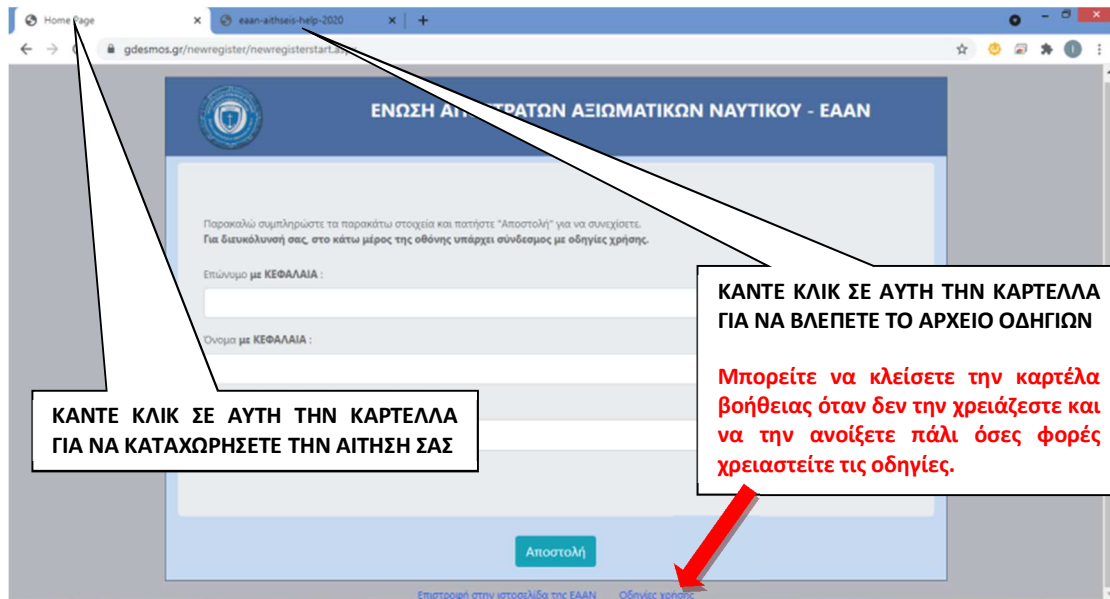 Home Page
eaan-aithseis-help-2020
gdesmos.gr/newregister/newregisterstart.as
ΕΝΩΣΗ ΑΞΙΩΜΑΤΙΚΩΝ ΝΑΥΤΙΚΟΥ - ΕΑΑΝ
Παρακαλώ συμπληρώστε τα παρακάτω στοιχεία και πατήστε "Αποστολή" για να συνεχίσετε.
Για διευκόλυνσή σας, στο κάτω μέρος της οθόνης υπάρχει σύνδεσμος με οδηγίες χρήσης.
Επώνυμο με ΚΕΦΑΛΑΙΑ :
Όνομα με ΚΕΦΑΛΑΙΑ :
ΚΑΝΤΕ ΚΛΙΚ ΣΕ ΑΥΤΗ ΤΗΝ ΚΑΡΤΕΛΛΑ
ΓΙΑ ΝΑ ΚΑΤΑΧΩΡΗΣΕΤΕ ΤΗΝ ΑΙΤΗΣΗ ΣΑΣ
ΚΑΝΤΕ ΚΛΙΚ ΣΕ ΑΥΤΗ ΤΗΝ ΚΑΡΤΕΛΛΑ
ΓΙΑ ΝΑ ΒΛΕΠΕΤΕ ΤΟ ΑΡΧΕΙΟ ΟΔΗΓΙΩΝ
Μπορείτε να κλείσετε την καρτέλα
βοήθειας όταν δεν την χρειάζεστε και
να την ανοίξετε πάλι όσες φορές
χρειαστείτε τις οδηγίες.
Αποστολή
Επιστροφή στην ιστοσελίδα της ΕΑΑΝ Οδηγίες χρήσης